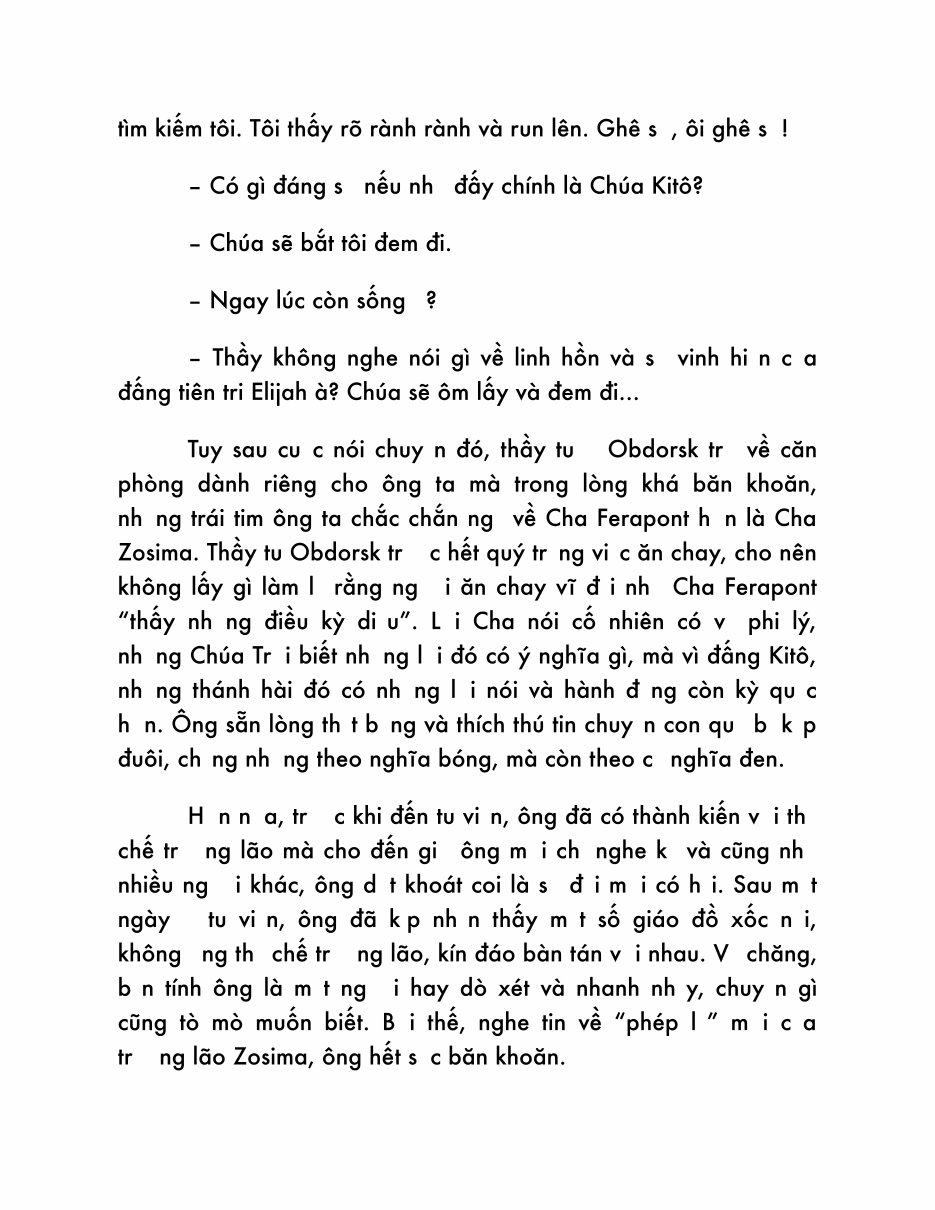 tìm kiếm tôi. Tôi thấy rõ rành rành và run lên. Ghê s , ôi ghê s !
– Có gì đáng s nếu nh đấy chính là Chúa Kitô?
– Chúa sẽ bắt tôi đem đi.
– Ngay lúc còn sống ?
– Thầy không nghe nói gì về linh hồn và s vinh hi n c a
đấng tiên tri Elijah à? Chúa sẽ ôm lấy và đem đi...
Tuy sau cu c nói chuy n đó, thầy tu Obdorsk tr về căn
phòng dành riêng cho ông ta mà trong lòng khá băn khoăn,
nh ng trái tim ông ta chắc chắn ng về Cha Ferapont h n là Cha
Zosima. Thầy tu Obdorsk tr c hết quý tr ng vi c ăn chay, cho nên
không lấy gì làm l rằng ng i ăn chay vĩ đ i nh Cha Ferapont
“thấy nh ng điều kỳ di u”. L i Cha nói cố nhiên có v phi lý,
nh ng Chúa Tr i biết nh ng l i đó có ý nghĩa gì, mà vì đấng Kitô,
nh ng thánh hài đó có nh ng l i nói và hành đ ng còn kỳ qu c
h n. Ông sẵn lòng th t b ng và thích thú tin chuy n con qu b k p
đuôi, ch ng nh ng theo nghĩa bóng, mà còn theo c nghĩa đen.
H n n a, tr c khi đến tu vi n, ông đã có thành kiến v i th
chế tr ng lão mà cho đến gi ông m i ch nghe k và cũng nh
nhiều ng i khác, ông d t khoát coi là s đ i m i có h i. Sau m t
ngày tu vi n, ông đã k p nh n thấy m t số giáo đồ xốc n i,
không ng th chế tr ng lão, kín đáo bàn tán v i nhau. V chăng,
b n tính ông là m t ng i hay dò xét và nhanh nh y, chuy n gì
cũng tò mò muốn biết. B i thế, nghe tin về “phép l ” m i c a
tr ng lão Zosima, ông hết s c băn khoăn.